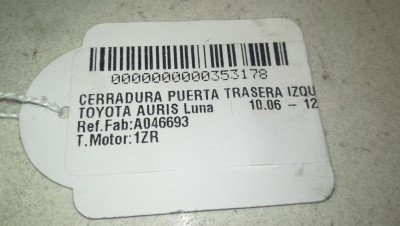 0000000000353178
CERRADURA PUERTA TRASERA IZQU
TOYOTA AURIS Luna 10.06 - 12
Ref.Fab:A046693
T.Motor:1ZR